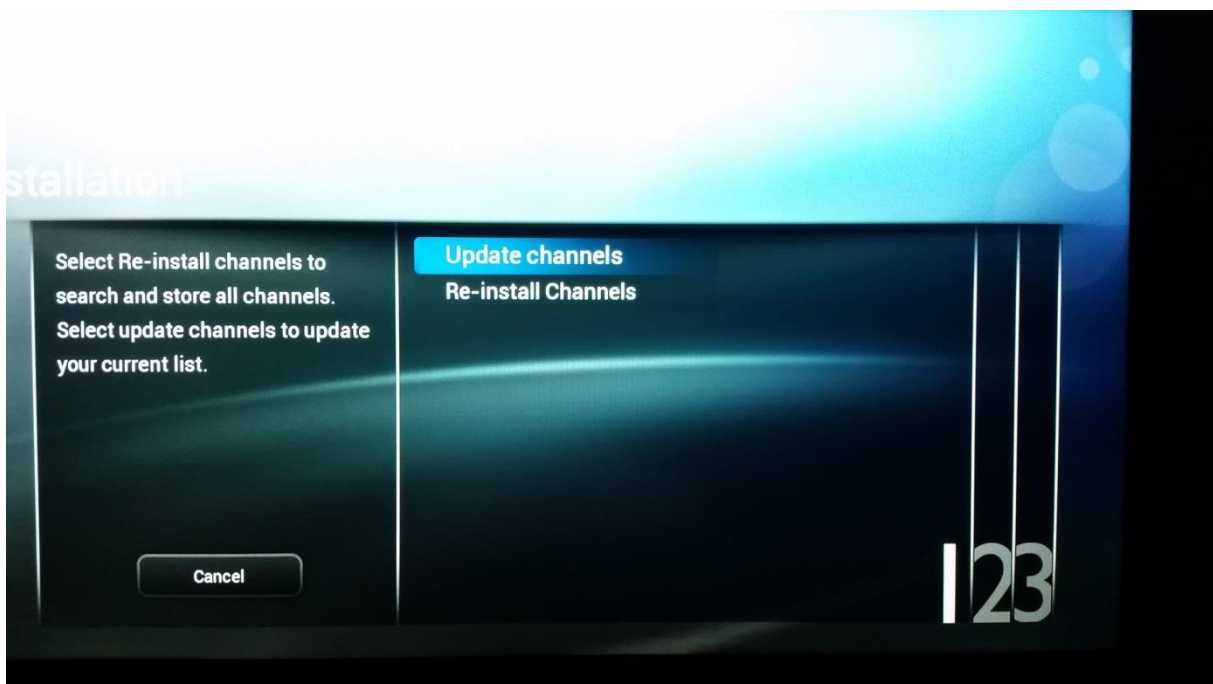 stallation
Select Re-install channels to
search and store all channels.
Select update channels to update
your current list.
Update channels
Re-install Channels
Cancel
123